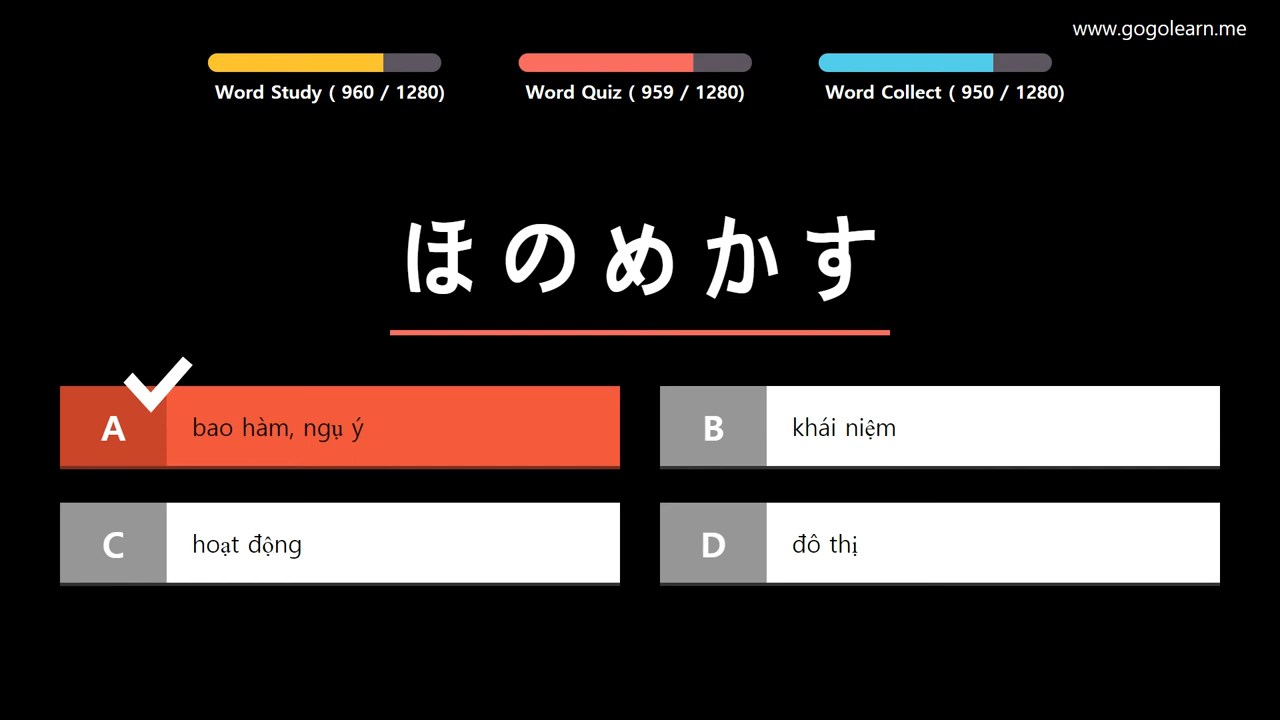 www.gogolearn.me
Word Study ( 960 / 1280)
Word Quiz ( 959 / 1280)
Word Collect ( 950 / 1280)
ほのめかす
A bao hàm, ngụ ý
B khái niệm
C hoạt động
D đô thị